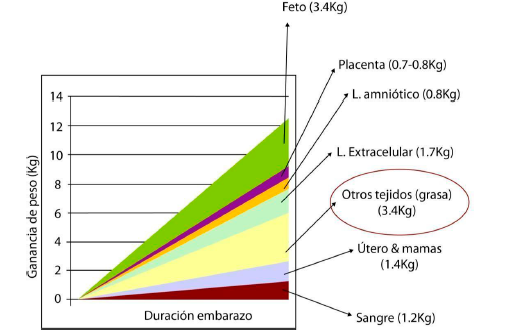 Feto (3.4Kg)
Placenta (0.7-0.8Kg)
L. amniótico (0.8Kg)
L. Extracelular (1.7Kg)
Otros tejidos (grasa)
(3.4Kg)
Útero & mamas
(1.4Kg)
Sangre (1.2Kg)
Ganancia de peso (Kg)
14
12
10
8
6
4
2
0
Duración embarazo